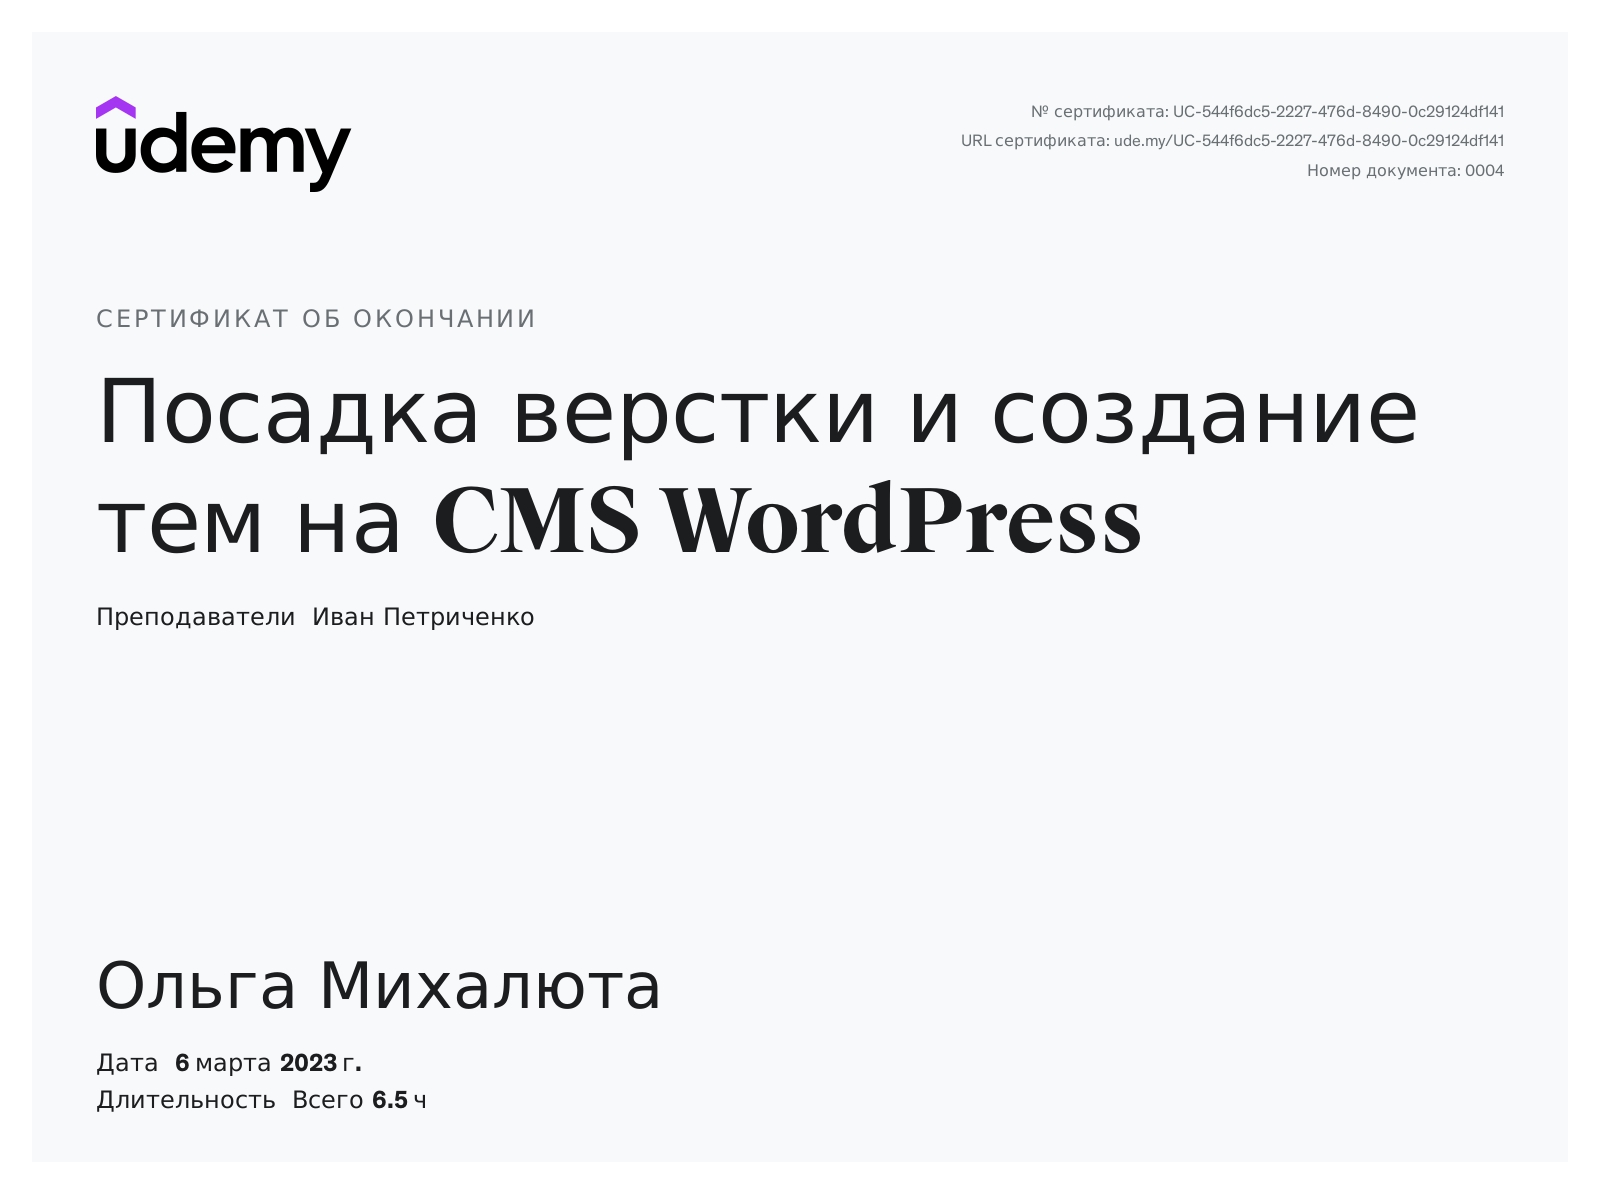 udemy
№ сертификата: UC-544f6dc5-2227-476d-8490-0c29124df141
URL сертификата: ude.my/UC-544f6dc5-2227-476d-8490-0c29124df141
Номер документа: 0004
СЕРТИФИКАТ ОБ ОКОНЧАНИИ
Посадка верстки и создание
тем на CMS WordPress
Преподаватели Иван Петриченко
Ольга Михалюта
Дата 6 марта 2023 г.
Длительность Всего 6.5 ч